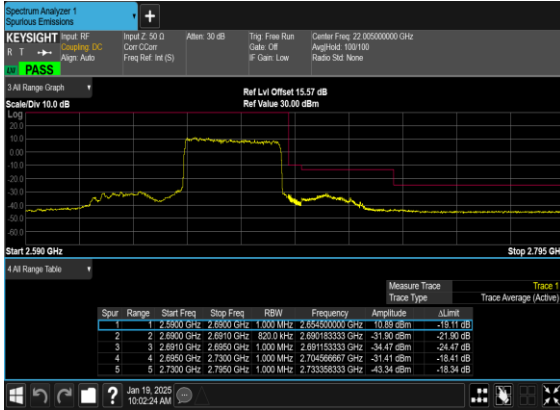 Spectrum Analyzer 1
Spurious Emissions
+
KEYSIGHT
R T
PASS
Input: RF
Coupling: DC
Align: Auto
Input Z: 50 Ω
Corr CCorr
Freq Ref: Int (S)
Atten: 30 dB
Trig: Free Run
Gate: Off
IF Gain: Low
Center Freq: 22.005000000 GHz
Avg|Hold: 100/100
Radio Std: None
3 All Range Graph
Scale/Div 10.0 dB
Ref Lvl Offset 15.57 dB
Ref Value 30.00 dBm
Log
20.0
10.0
0.00
-10.0
-20.0
-30.0
-40.0
-50.0
-60.0
Start 2.590 GHz
Stop 2.795 GH
4 All Range Table
Measure Trace Trace 1
Trace Type Trace Average (Active)
Spur Range Start Freq Stop Freq RBW Frequency Amplitude ΔLimit
1 1 2.5900 GHz 2.6900 GHz 1.000 MHz 2.654500000 GHz 10.89 dBm -19.11 dB
2 2 2.6900 GHz 2.6910 GHz 820.0 kHz 2.690183333 GHz -31.90 dBm -21.90 dB
3 3 2.6910 GHz 2.6950 GHz 1.000 MHz 2.691153333 GHz -34.47 dBm -24.47 dB
4 4 2.6950 GHz 2.7300 GHz 1.000 MHz 2.704566667 GHz -31.41 dBm -18.41 dB
5 5 2.7300 GHz 2.7950 GHz 1.000 MHz 2.733358333 GHz -43.34 dBm -18.34 dB
?
Jan 19, 2025
10:02:24 AM